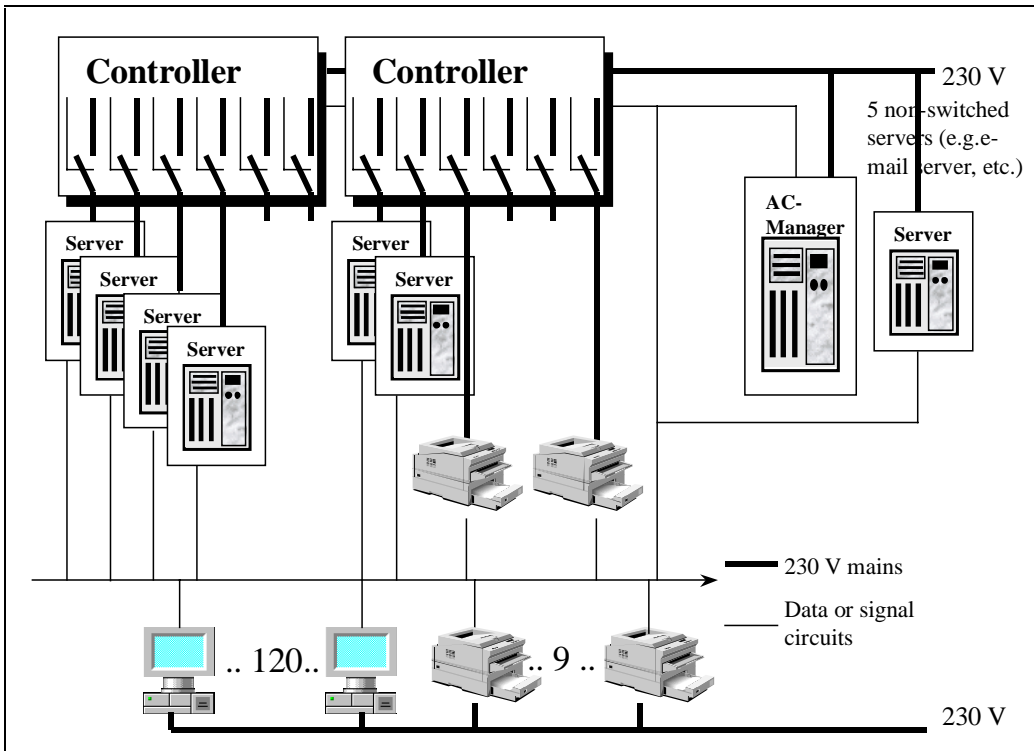 Controller
Controller
230 V
5 non-switched
servers (e.g.e-
mail server, etc.)
AC-
Manager
Server
Server
Server
Server
Server
Server
Server
230 V mains
Data or signal
circuits
.. 120..
.. 9 ..
230 V